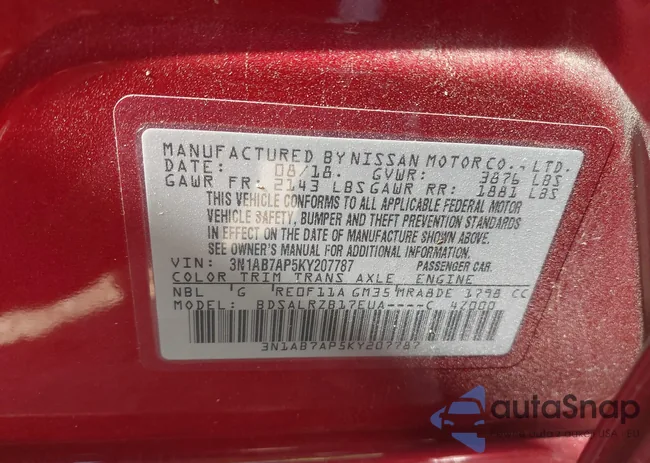 MANUFACTURED BY NISSAN MOTOR CO., LTD.
DATE: 08/18. GVWR: 3876 LBS
GAWR FR: 2143 LBS GAWR RR: 1881 LBS
THIS VEHICLE CONFORMS TO ALL APPLICABLE FEDERAL MOTOR
VEHICLE SAFETY, BUMPER AND THEFT PREVENTION STANDARDS
IN EFFECT ON THE DATE OF MANUFACTURE SHOWN ABOVE.
SEE OWNER'S MANUAL FOR ADDITIONAL INFORMATION.
VIN: 3N1AB7AP5KY207787 PASSENGER CAR.
COLOR TRIM TRANS AXLE ENGINE
NBL G RE0F11A GM35 MRA8DE 1798 CC
MODEL: BDSALRZB17EUA----C
3N1AB7AP5KY207787
autoSnap